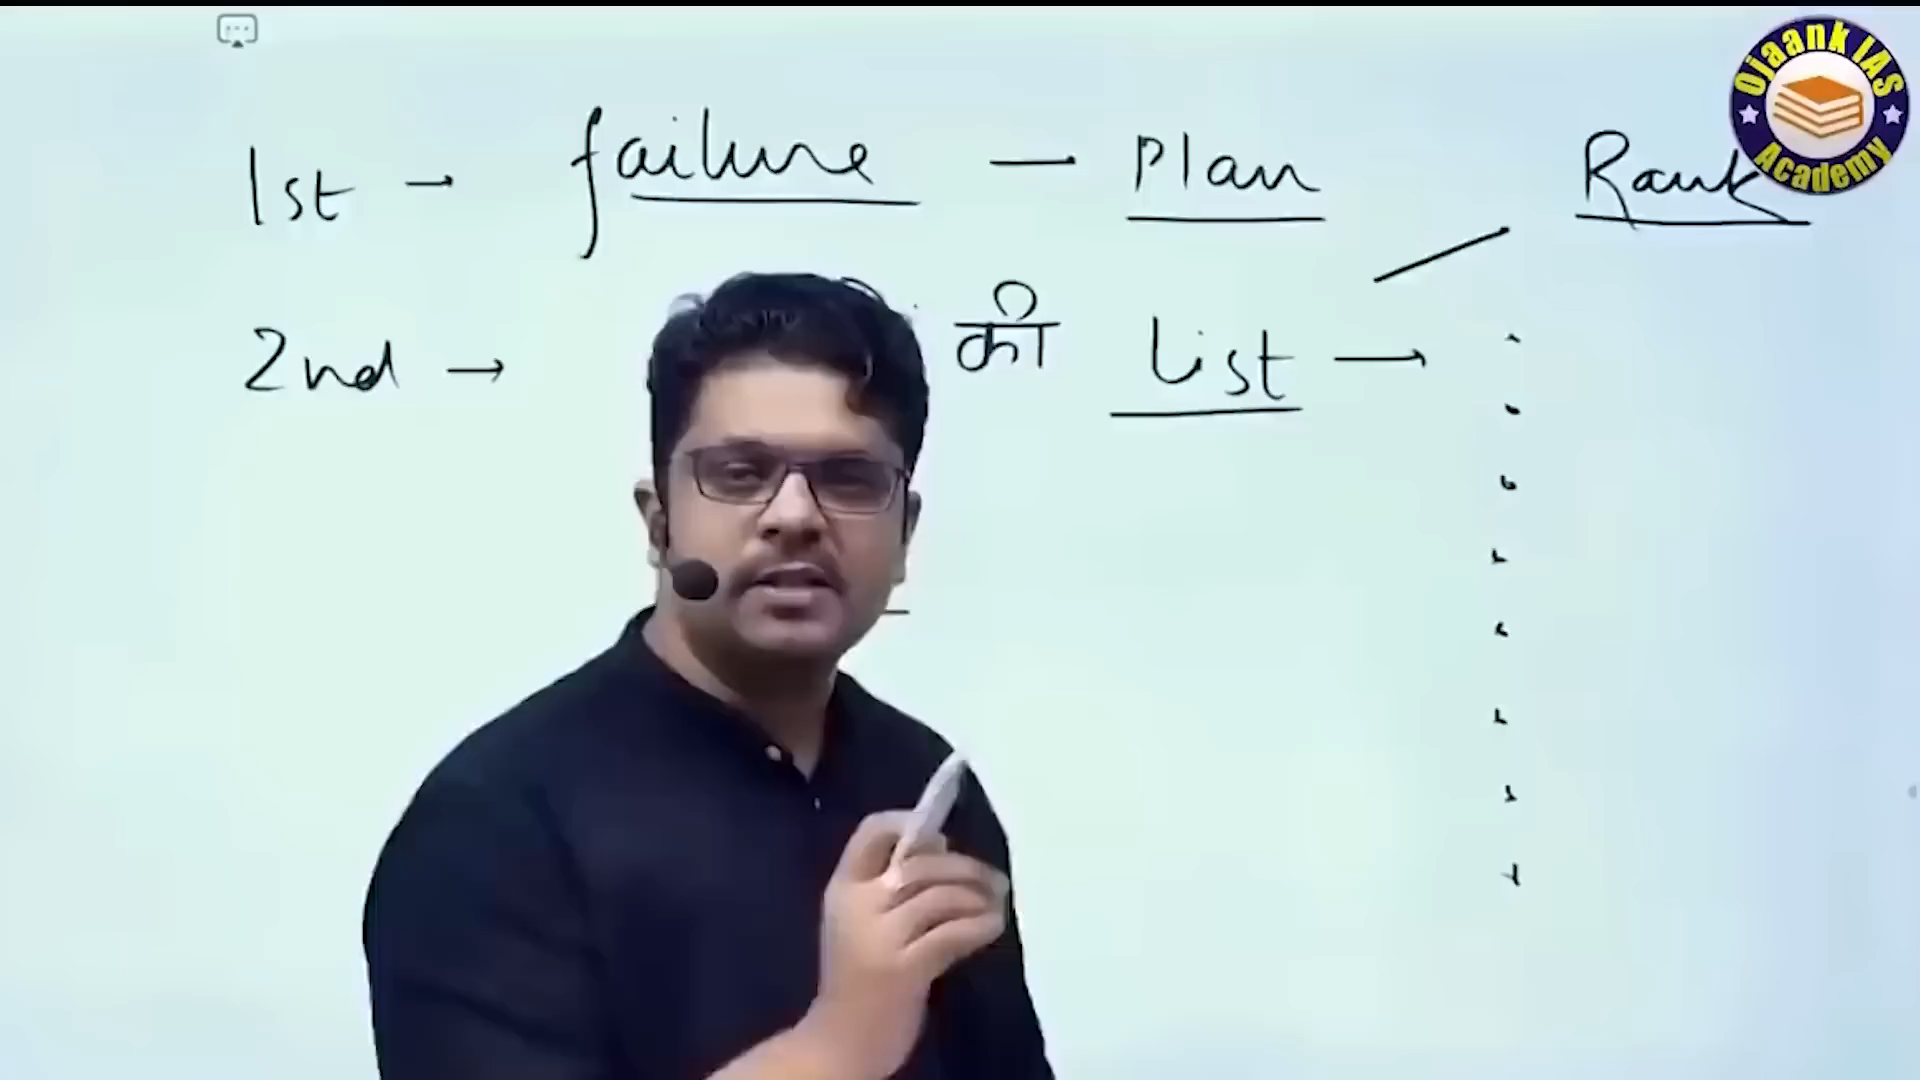 Ojaank IAS Academy
1st → failure — Plan Rank
2nd → की List →